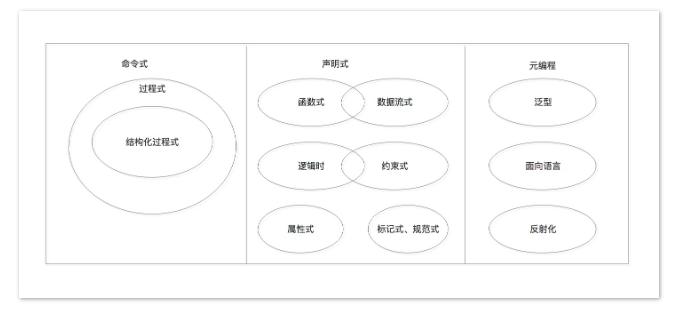 命令式
过程式
结构化过程式
声明式
函数式
数据流式
逻辑时
约束式
属性式
标记式、规范式
元编程
泛型
面向语言
反射化